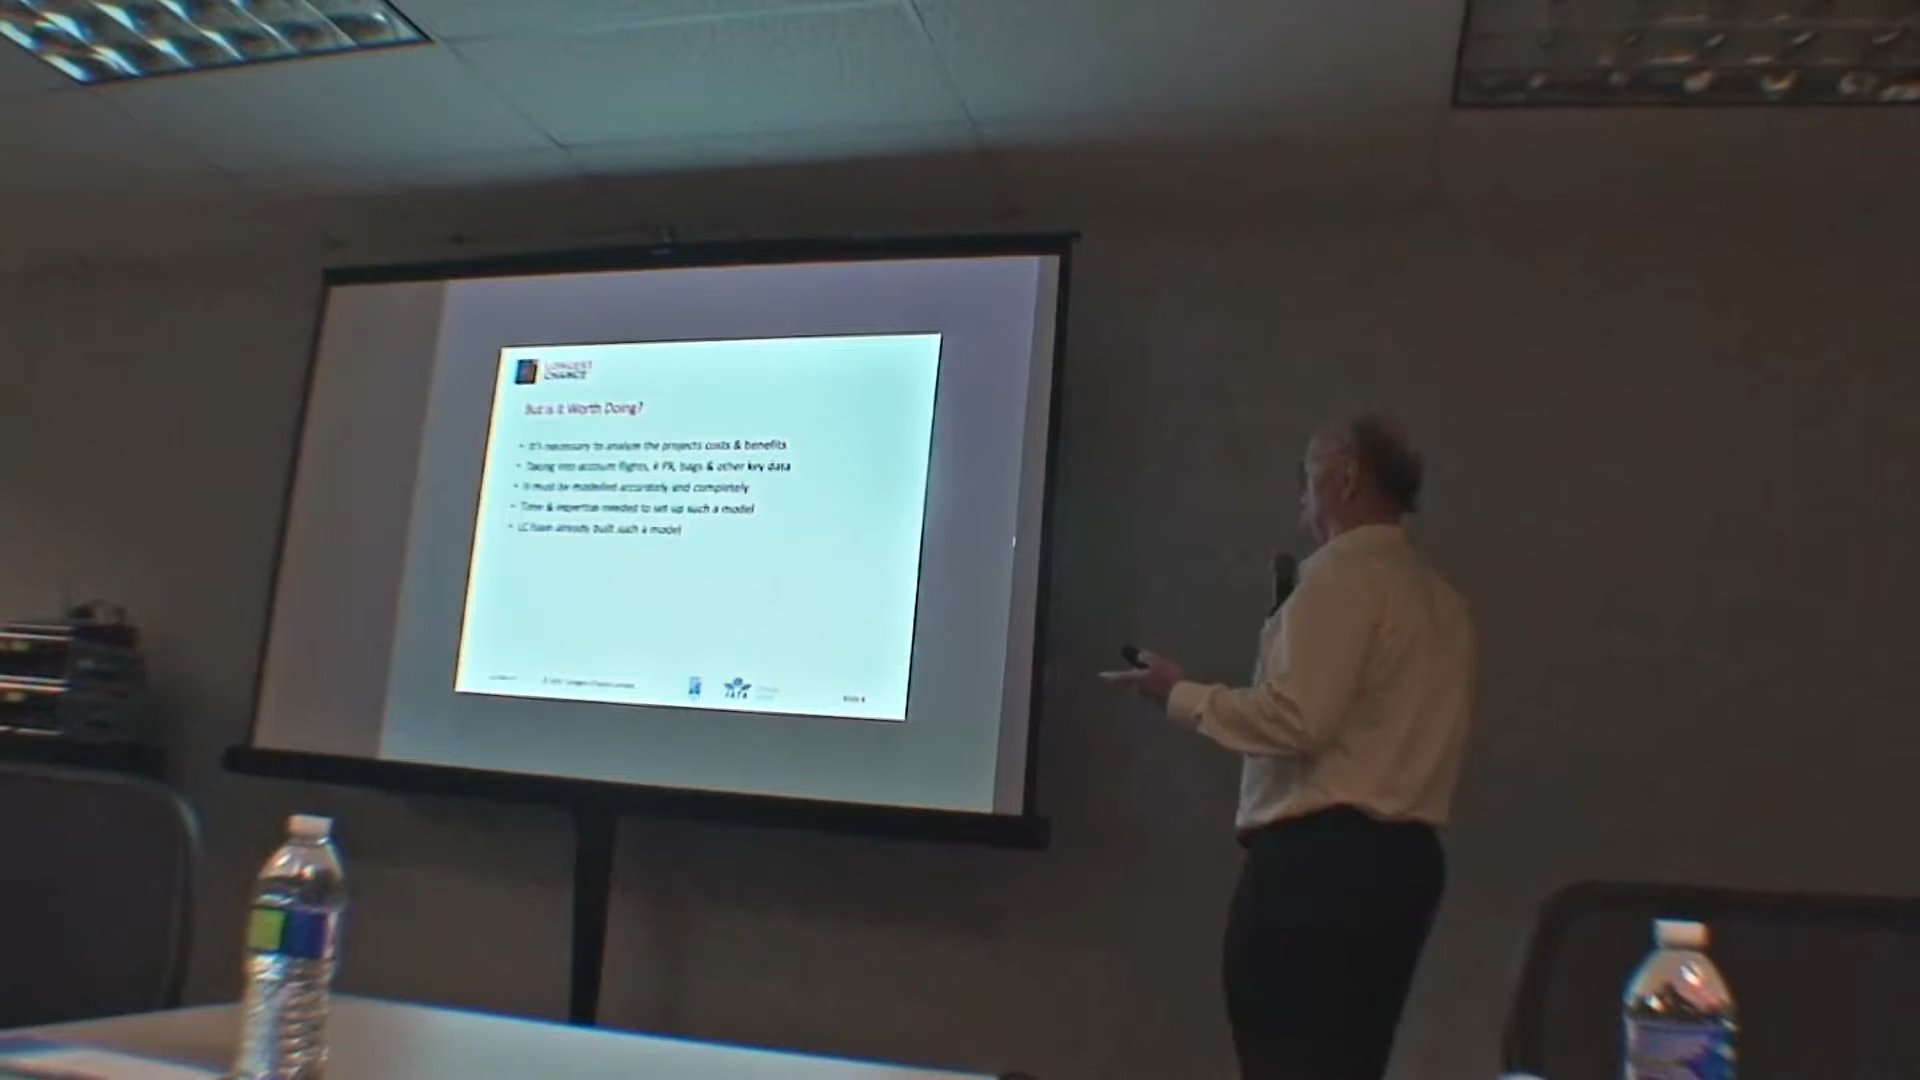 LONGEST
CHANCE
But is it Worth Doing?
• It's necessary to analyse the projects costs & benefits
• Taking into account flights, # PX, bags & other key data
• It must be modelled accurately and completely
• Time & expertise needed to set up such a model
• LC have already built such a model
IATA
Slide